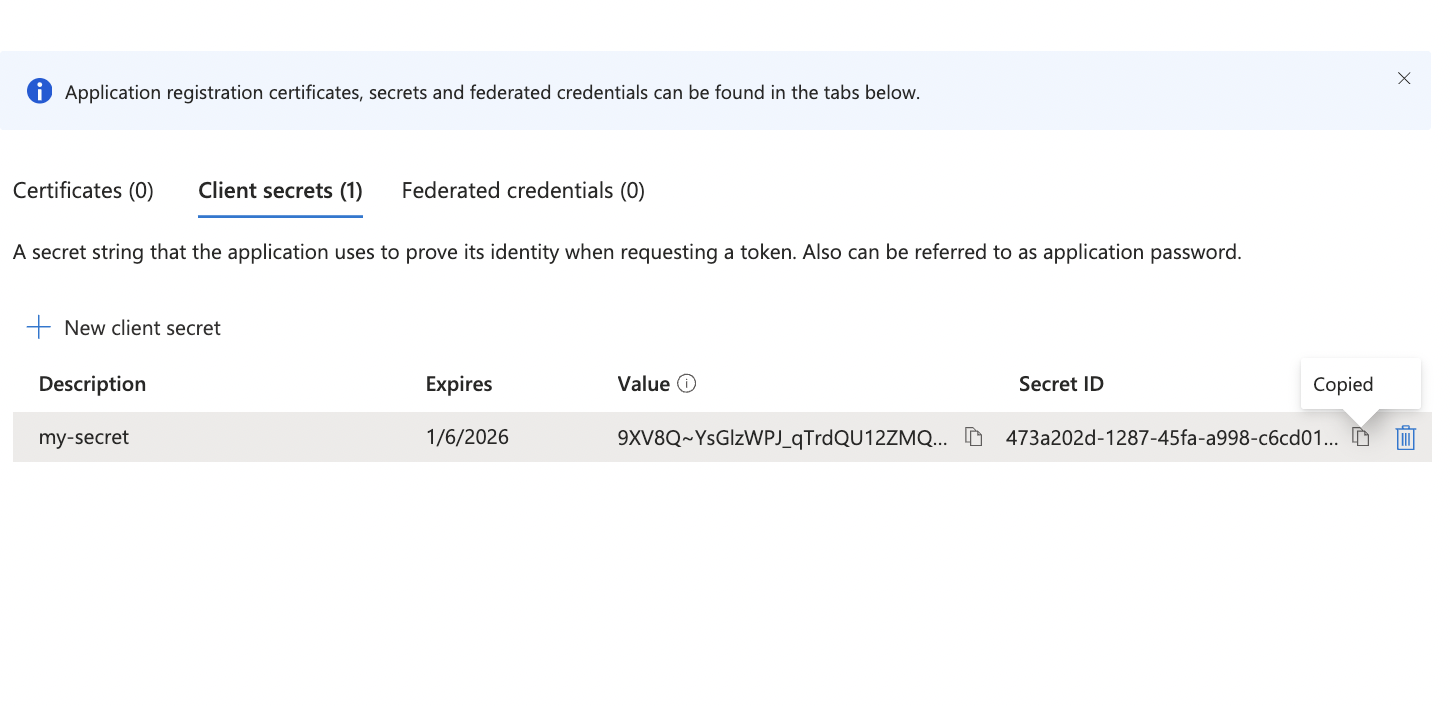 Application registration certificates, secrets and federated credentials can be found in the tabs below.
Certificates (0) Client secrets (1) Federated credentials (0)
A secret string that the application uses to prove its identity when requesting a token. Also can be referred to as application password.
New client secret
Description Expires Value Secret ID Copied
my-secret 1/6/2026 9XV8Q~YsGlzWPJ_qTrdQU12ZMQ... 473a202d-1287-45fa-a998-c6cd01...